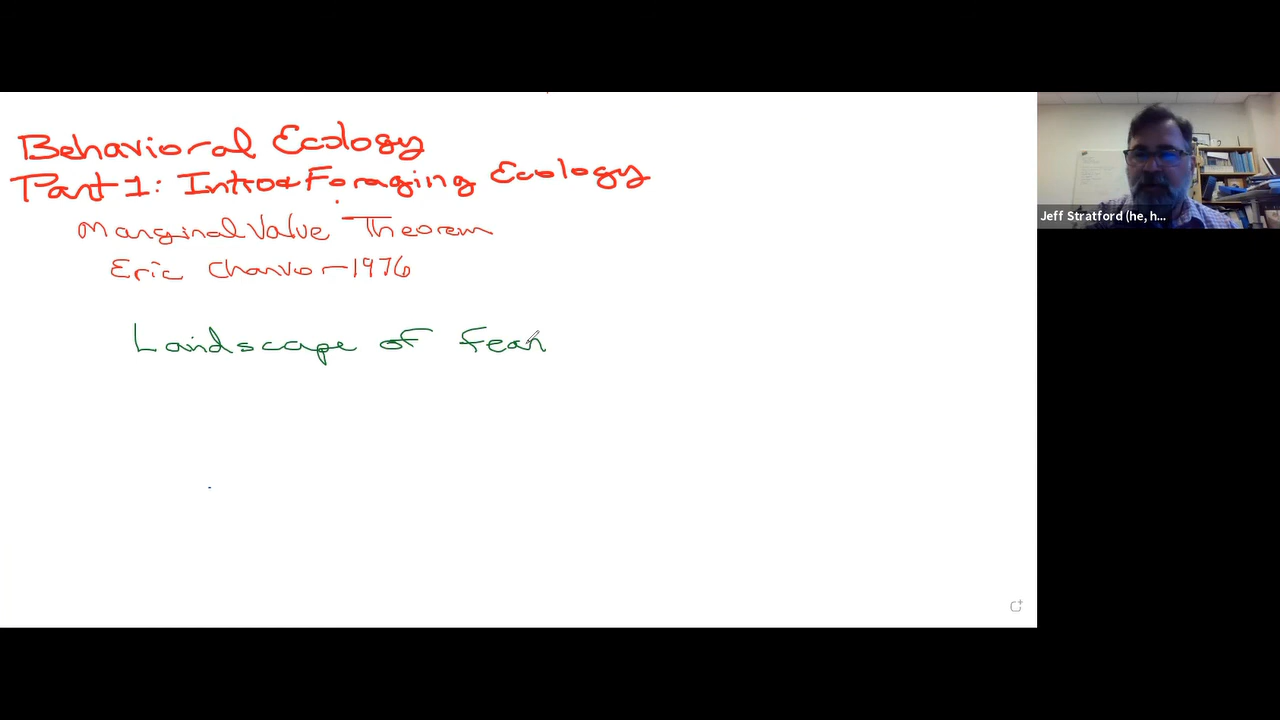 Behavioral Ecology
Part 1: Intro & Foraging Ecology
Marginal Value Theorem
Eric Charnov - 1976
Landscape of Fear
Jeff Stratford (he, h...